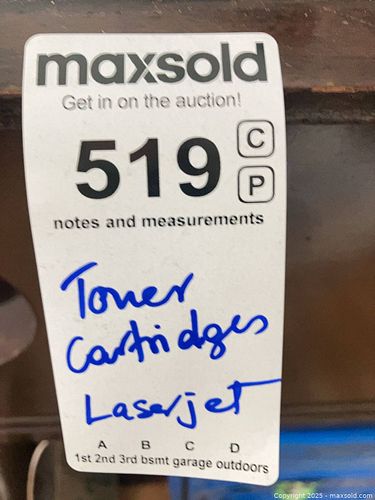 maxsold
Get in on the auction!
519 C
P
notes and measurements
Toner
Cartridges
Laserjet
A B C D
1st 2nd 3rd bsmt garage outdoors
Copyright 2025 - maxsold.com